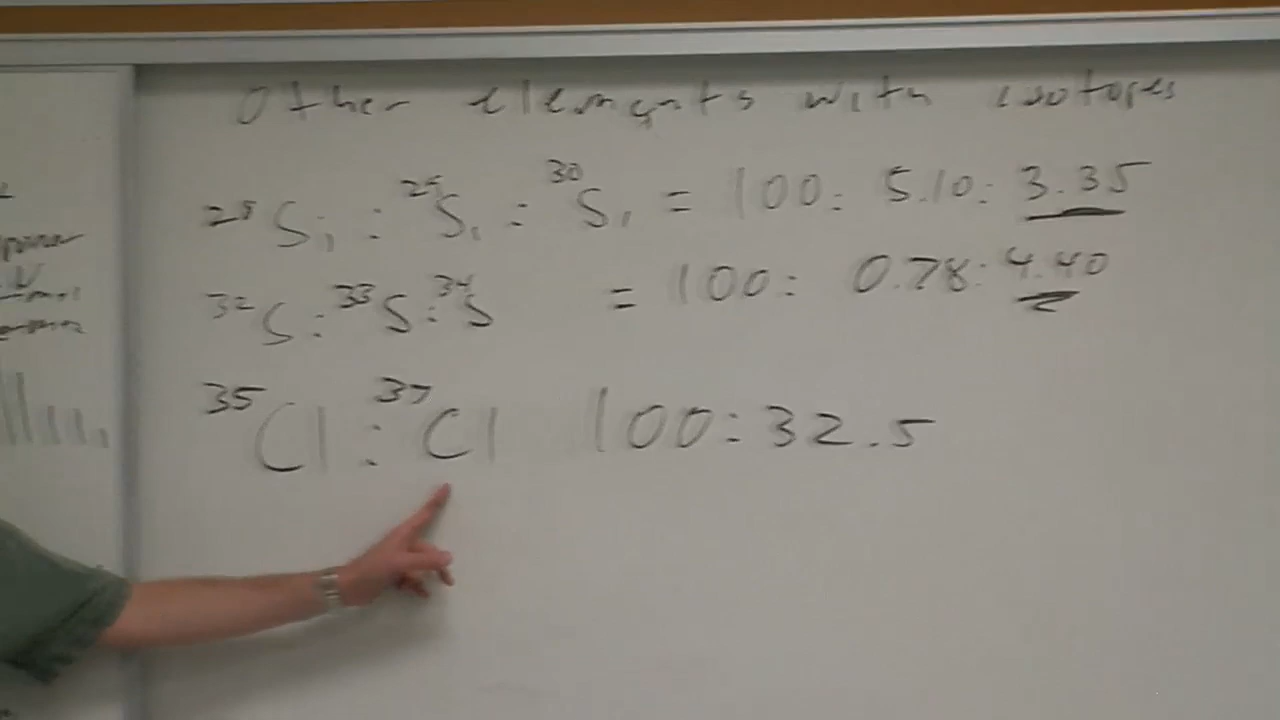 Other elements with isotopes
²⁸Si : ²⁹Si : ³⁰Si = 100 : 5.10 : 3.35
³²S : ³³S : ³⁴S = 100 : 0.78 : 4.40
³⁵Cl : ³⁷Cl 100 : 32.5